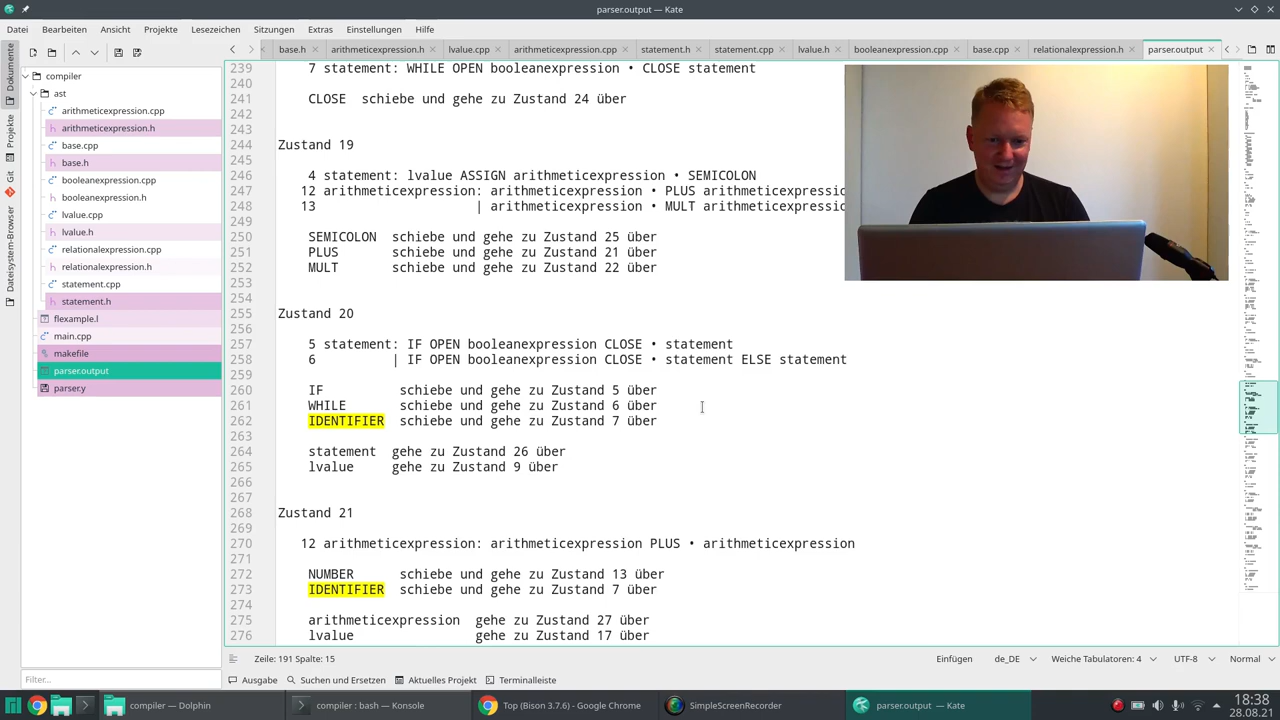 parser.output — Kate
Datei Bearbeiten Ansicht Projekte Lesezeichen Sitzungen Extras Einstellungen Hilfe
base.h arithmeticexpression.h lvalue.cpp arithmeticexpression.cpp statement.h statement.cpp lvalue.h booleanexpression.cpp base.cpp relationalexpression.h parser.output
Dokumente
Projekte
Git
Dateisystem-Browser
compiler
ast
arithmeticexpression.cpp
arithmeticexpression.h
base.cpp
base.h
booleanexpression.cpp
booleanexpression.h
lvalue.cpp
lvalue.h
relationalexpression.cpp
relationalexpression.h
statement.cpp
statement.h
flexample.l
main.cpp
makefile
parser.output
parser.y
Filter...
239 7 statement: WHILE OPEN booleanexpression • CLOSE statement
240
241 CLOSE schiebe und gehe zu Zustand 24 über
242
243
244 Zustand 19
245
246 4 statement: lvalue ASSIGN arithmeticexpression • SEMICOLON
247 12 arithmeticexpression: arithmeticexpression • PLUS arithmeticexpressio
248 13 | arithmeticexpression • MULT arithmeticexpressio
249
250 SEMICOLON schiebe und gehe zu Zustand 25 über
251 PLUS schiebe und gehe zu Zustand 21 über
252 MULT schiebe und gehe zu Zustand 22 über
253
254
255 Zustand 20
256
257 5 statement: IF OPEN booleanexpression CLOSE • statement
258 6 | IF OPEN booleanexpression CLOSE • statement ELSE statement
259
260 IF schiebe und gehe zu Zustand 5 über
261 WHILE schiebe und gehe zu Zustand 6 über
262 IDENTIFIER schiebe und gehe zu Zustand 7 über
263
264 statement gehe zu Zustand 26 über
265 lvalue gehe zu Zustand 9 über
266
267
268 Zustand 21
269
270 12 arithmeticexpression: arithmeticexpression PLUS • arithmeticexpression
271
272 NUMBER schiebe und gehe zu Zustand 13 über
273 IDENTIFIER schiebe und gehe zu Zustand 7 über
274
275 arithmeticexpression gehe zu Zustand 27 über
276 lvalue gehe zu Zustand 17 über
Zeile: 191 Spalte: 15 Einfügen de_DE Weiche Tabulatoren: 4 UTF-8 Normal
Ausgabe Suchen und Ersetzen Aktuelles Projekt Terminalleiste
compiler — Dolphin compiler : bash — Konsole Top (Bison 3.7.6) - Google Chrome SimpleScreenRecorder parser.output — Kate 18:38
28.08.21